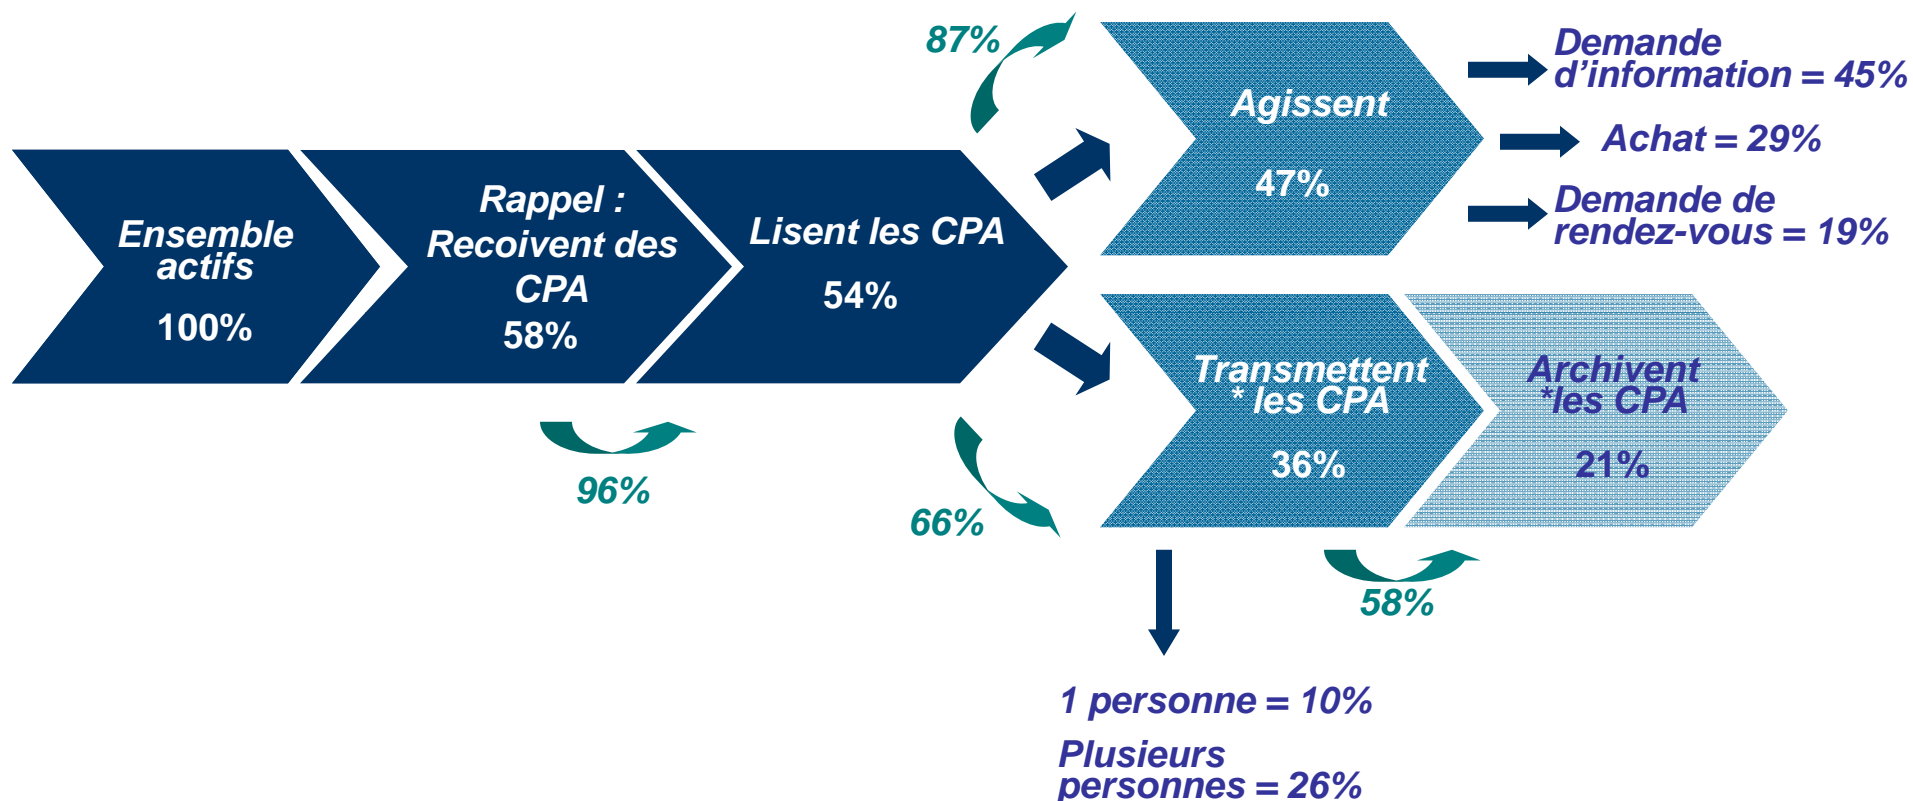 Ensemble
actifs
100%
Rappel :
Recoivent des
CPA
58%
Lisent les CPA
54%
96%
87%
Agissent
47%
Demande
d’information = 45%
Achat = 29%
Demande de
rendez-vous = 19%
66%
Transmettent
* les CPA
36%
Archivent
*les CPA
21%
58%
1 personne = 10%
Plusieurs
personnes = 26%